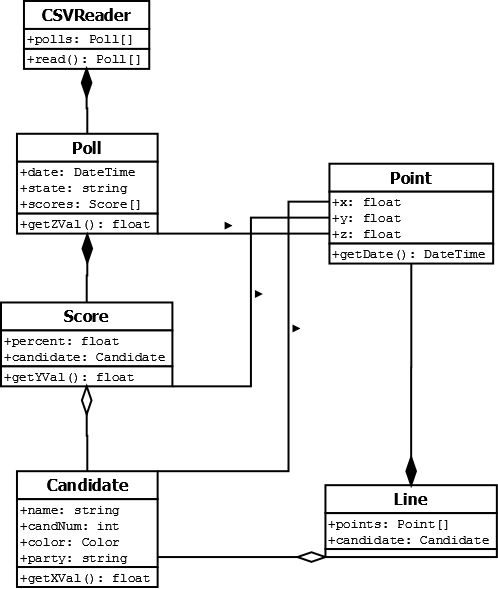 CSVReader
+polls: Poll[]
+read(): Poll[]
Poll
+date: DateTime
+state: string
+scores: Score[]
+getZVal(): float
Point
+x: float
+y: float
+z: float
+getDate(): DateTime
Score
+percent: float
+candidate: Candidate
+getYVal(): float
Candidate
+name: string
+candNum: int
+color: Color
+party: string
+getXVal(): float
Line
+points: Point[]
+candidate: Candidate